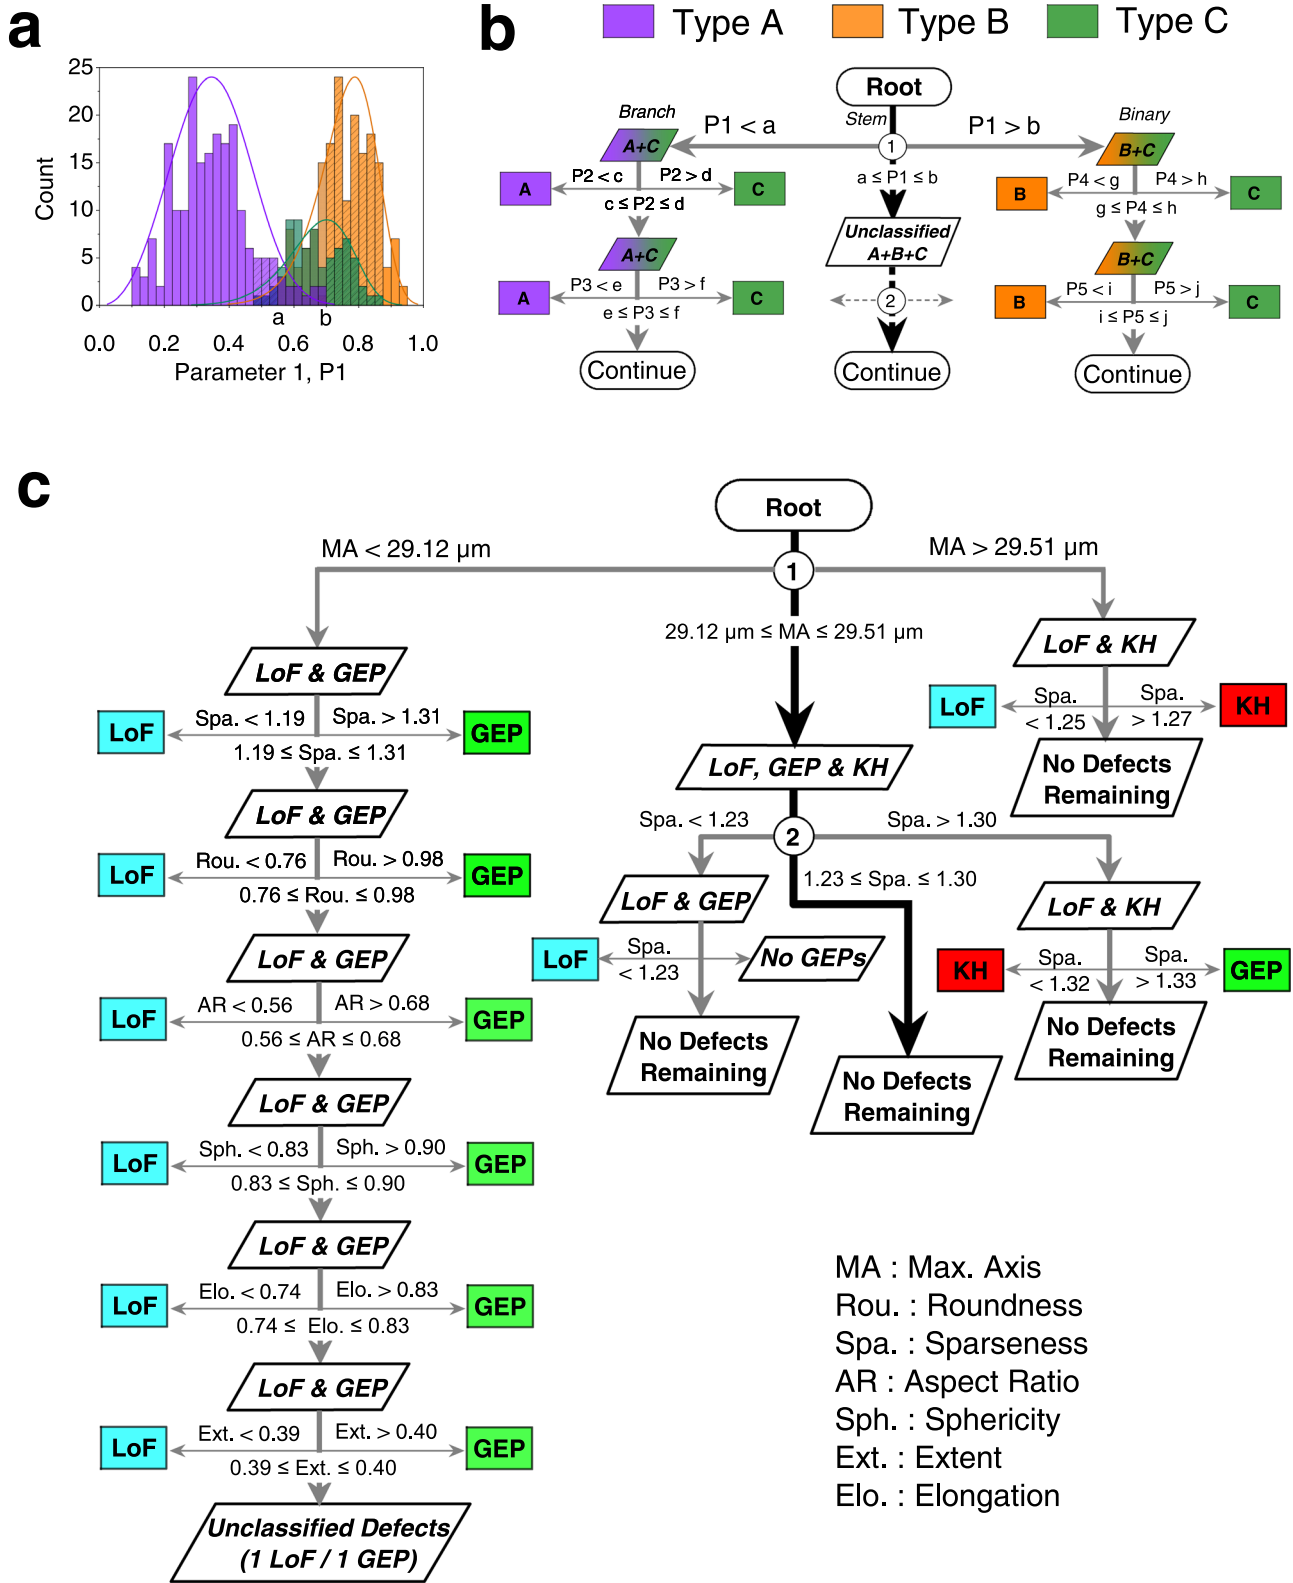 a
25
20
15
10
5
0
Count
a
b
0.0
0.2
0.4
0.6
0.8
1.0
Parameter 1, P1
b
Type A
Type B
Type C
Root
Stem
1
Branch
P1 < a
P1 > b
Binary
A+C
B+C
a ≤ P1 ≤ b
A
P2 < c
P2 > d
C
c ≤ P2 ≤ d
B
P4 < g
P4 > h
C
g ≤ P4 ≤ h
Unclassified
A+B+C
A+C
B+C
A
P3 < e
P3 > f
C
e ≤ P3 ≤ f
2
B
P5 < i
P5 > j
C
i ≤ P5 ≤ j
Continue
Continue
Continue
c
Root
MA < 29.12 µm
1
MA > 29.51 µm
29.12 µm ≤ MA ≤ 29.51 µm
LoF & GEP
LoF
Spa. < 1.19
Spa. > 1.31
GEP
1.19 ≤ Spa. ≤ 1.31
LoF & GEP
LoF
Rou. < 0.76
Rou. > 0.98
GEP
0.76 ≤ Rou. ≤ 0.98
LoF & GEP
LoF
AR < 0.56
AR > 0.68
GEP
0.56 ≤ AR ≤ 0.68
LoF & GEP
LoF
Sph. < 0.83
Sph. > 0.90
GEP
0.83 ≤ Sph. ≤ 0.90
LoF & GEP
LoF
Elo. < 0.74
Elo. > 0.83
GEP
0.74 ≤ Elo. ≤ 0.83
LoF & GEP
LoF
Ext. < 0.39
Ext. > 0.40
GEP
0.39 ≤ Ext. ≤ 0.40
Unclassified Defects
(1 LoF / 1 GEP)
LoF & KH
LoF
Spa.
< 1.25
Spa.
> 1.27
KH
No Defects
Remaining
LoF, GEP & KH
Spa. < 1.23
2
Spa. > 1.30
1.23 ≤ Spa. ≤ 1.30
LoF & GEP
LoF
Spa.
< 1.23
No GEPs
No Defects
Remaining
No Defects
Remaining
LoF & KH
KH
Spa.
< 1.32
Spa.
> 1.33
GEP
No Defects
Remaining
MA : Max. Axis
Rou. : Roundness
Spa. : Sparseness
AR : Aspect Ratio
Sph. : Sphericity
Ext. : Extent
Elo. : Elongation